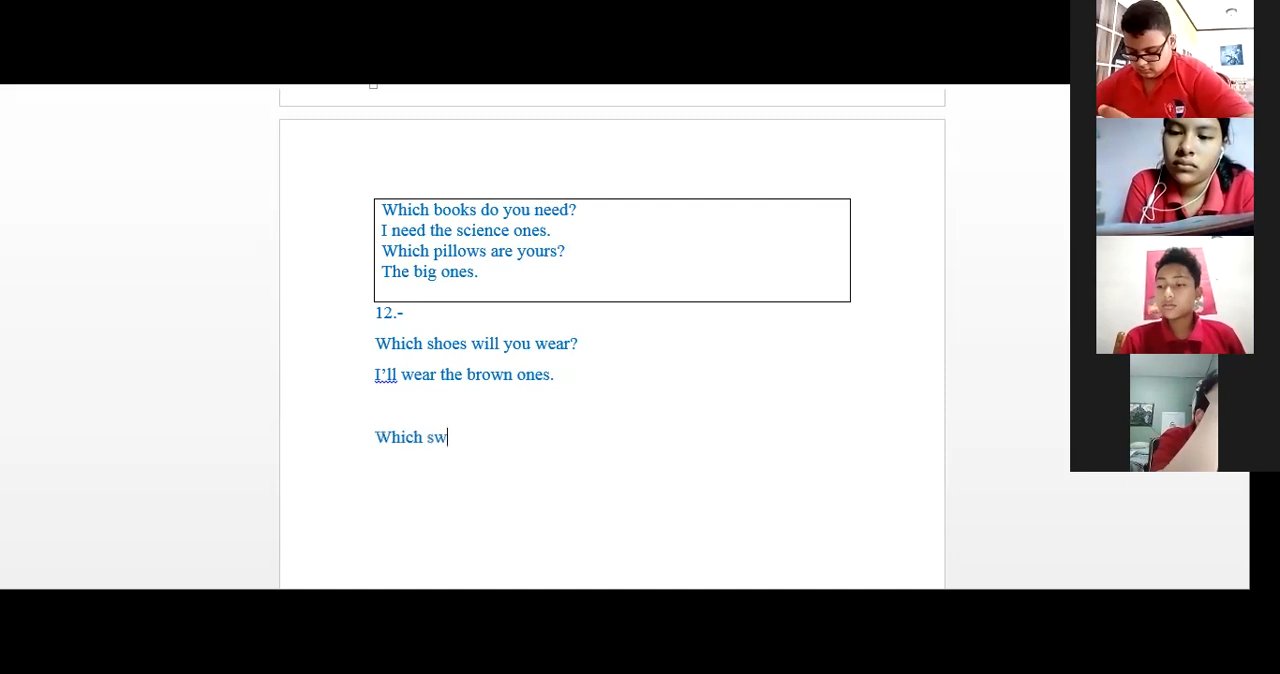 Which books do you need?
I need the science ones.
Which pillows are yours?
The big ones.
12.-
Which shoes will you wear?
I’ll wear the brown ones.
Which sw